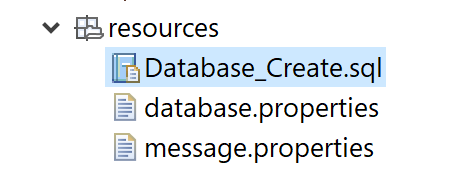 resources
Database_Create.sql
database.properties
message.properties